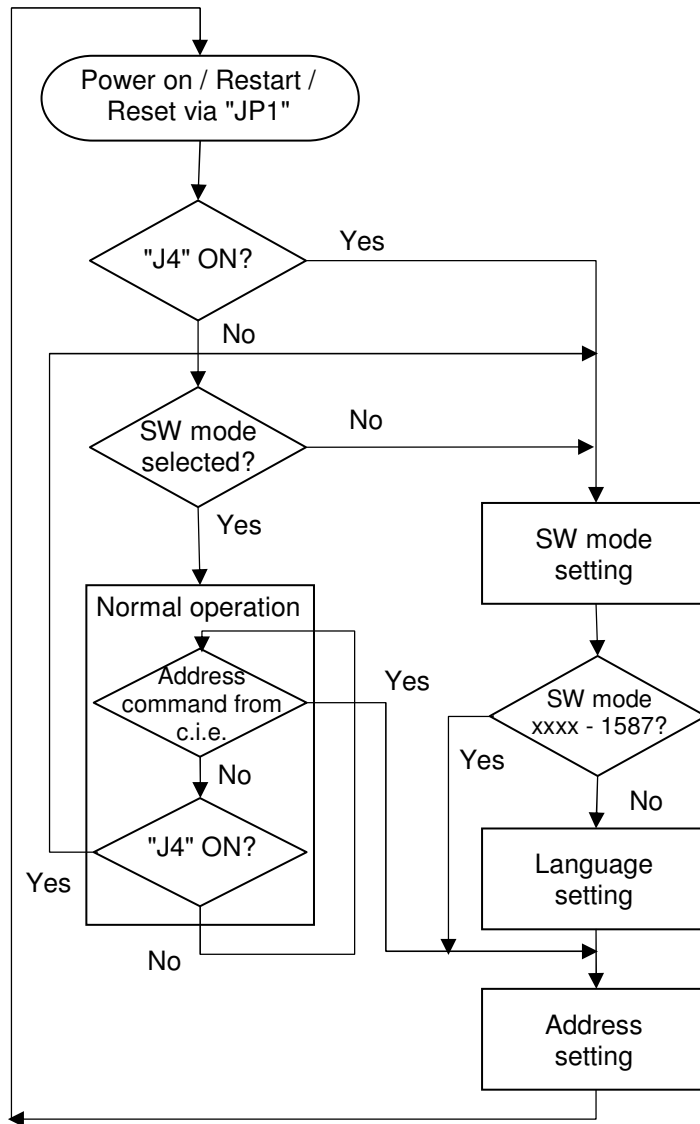 Power on / Restart /
Reset via "JP1"
"J4" ON?
Yes
No
SW mode
selected?
No
Yes
SW mode
setting
Normal operation
Address
command from
c.i.e.
Yes
No
SW mode
xxxx - 1587?
Yes
No
"J4" ON?
Yes
No
Language
setting
Address
setting